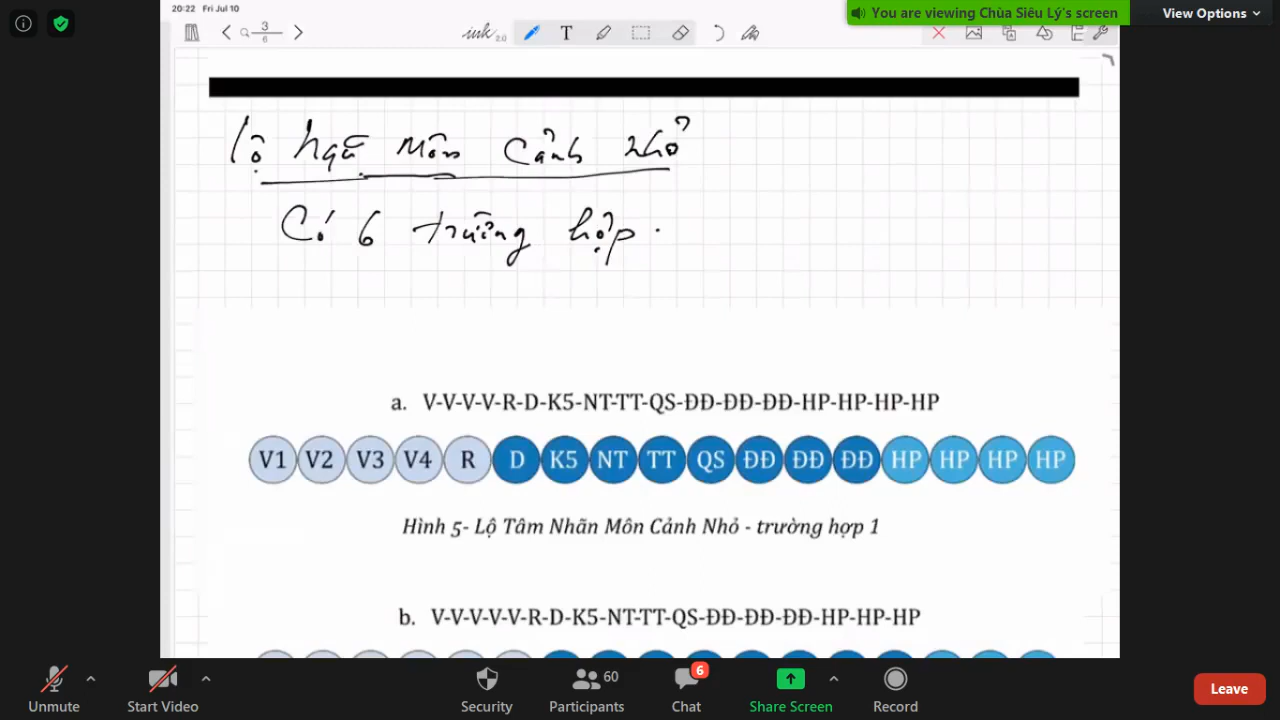 20:22 Fri Jul 10
You are viewing Chùa Siêu Lý's screen
View Options
3
6
ink 2.0
T
lộ Ngũ Môn Cảnh Nhỏ
Có 6 trường hợp.
a. V-V-V-V-R-D-K5-NT-TT-QS-ĐĐ-ĐĐ-ĐĐ-HP-HP-HP-HP
V1 V2 V3 V4 R D K5 NT TT QS ĐĐ ĐĐ ĐĐ HP HP HP HP
Hình 5- Lộ Tâm Nhãn Môn Cảnh Nhỏ - trường hợp 1
b. V-V-V-V-V-R-D-K5-NT-TT-QS-ĐĐ-ĐĐ-ĐĐ-HP-HP-HP
60
6
Unmute Start Video Security Participants Chat Share Screen Record Leave